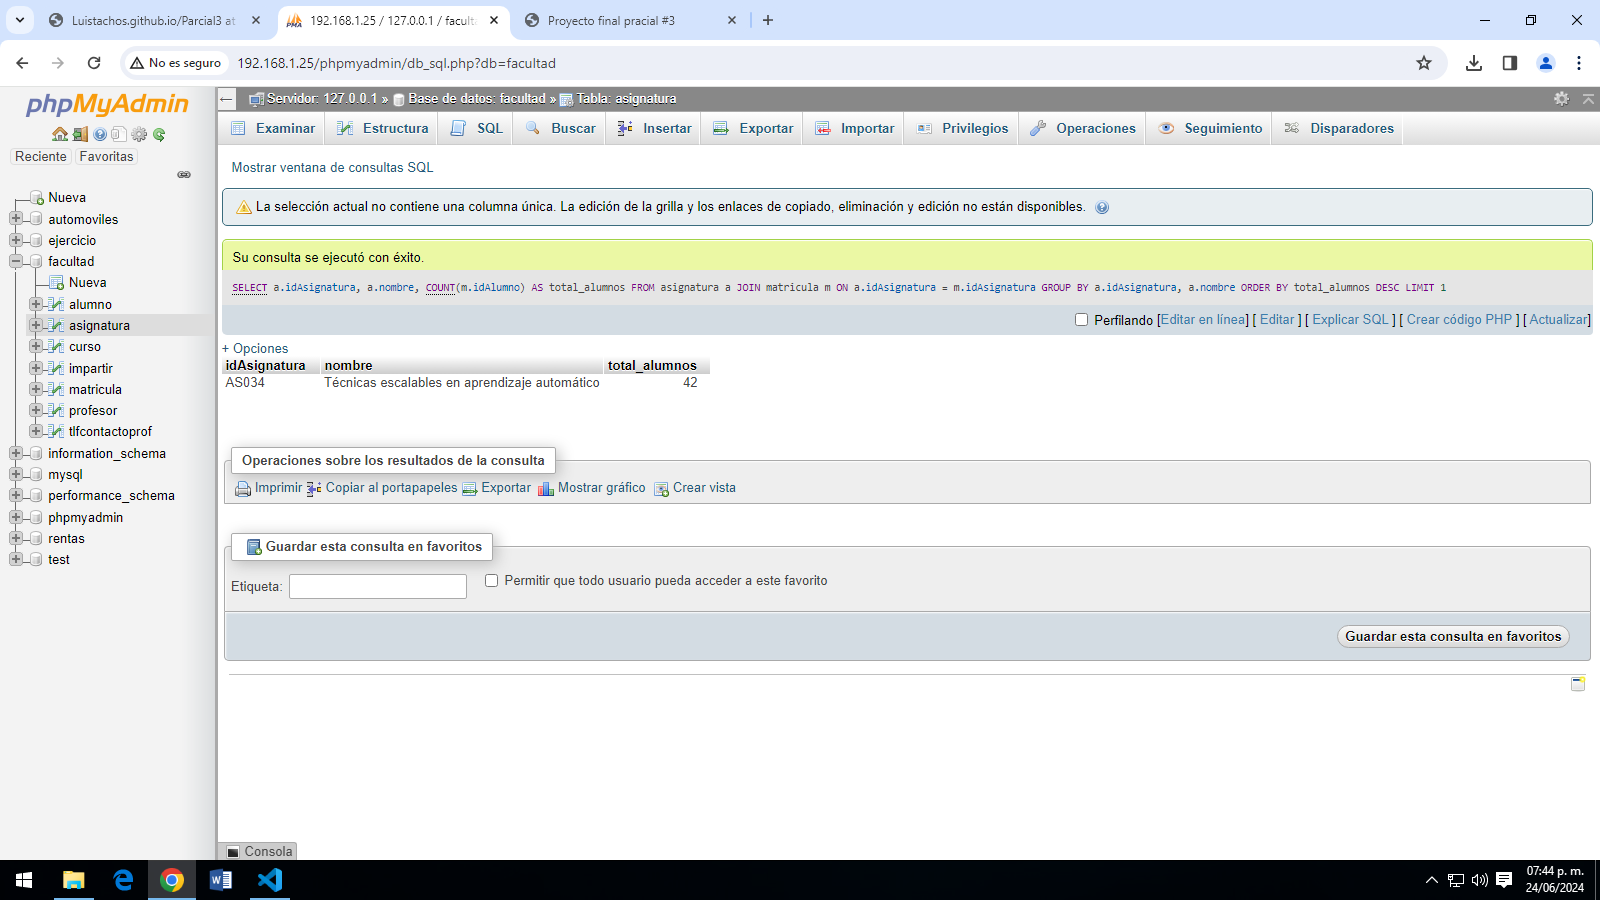 Luistachos.github.io/Parcial3 at
192.168.1.25 / 127.0.0.1 / faculta
Proyecto final pracial #3
No es seguro
192.168.1.25/phpmyadmin/db_sql.php?db=facultad
phpMyAdmin
Reciente
Favoritas
Nueva
automoviles
ejercicio
facultad
Nueva
alumno
asignatura
curso
impartir
matricula
profesor
tlfcontactoprof
information_schema
mysql
performance_schema
phpmyadmin
rentas
test
Servidor: 127.0.0.1 » Base de datos: facultad » Tabla: asignatura
Examinar
Estructura
SQL
Buscar
Insertar
Exportar
Importar
Privilegios
Operaciones
Seguimiento
Disparadores
Mostrar ventana de consultas SQL
La selección actual no contiene una columna única. La edición de la grilla y los enlaces de copiado, eliminación y edición no están disponibles.
Su consulta se ejecutó con éxito.
SELECT a.idAsignatura, a.nombre, COUNT(m.idAlumno) AS total_alumnos FROM asignatura a JOIN matricula m ON a.idAsignatura = m.idAsignatura GROUP BY a.idAsignatura, a.nombre ORDER BY total_alumnos DESC LIMIT 1
Perfilando [Editar en línea] [ Editar ] [ Explicar SQL ] [ Crear código PHP ] [ Actualizar]
+ Opciones
idAsignatura nombre total_alumnos
AS034 Técnicas escalables en aprendizaje automático 42
Operaciones sobre los resultados de la consulta
Imprimir
Copiar al portapapeles
Exportar
Mostrar gráfico
Crear vista
Guardar esta consulta en favoritos
Etiqueta:
Permitir que todo usuario pueda acceder a este favorito
Guardar esta consulta en favoritos
Consola
07:44 p. m.
24/06/2024